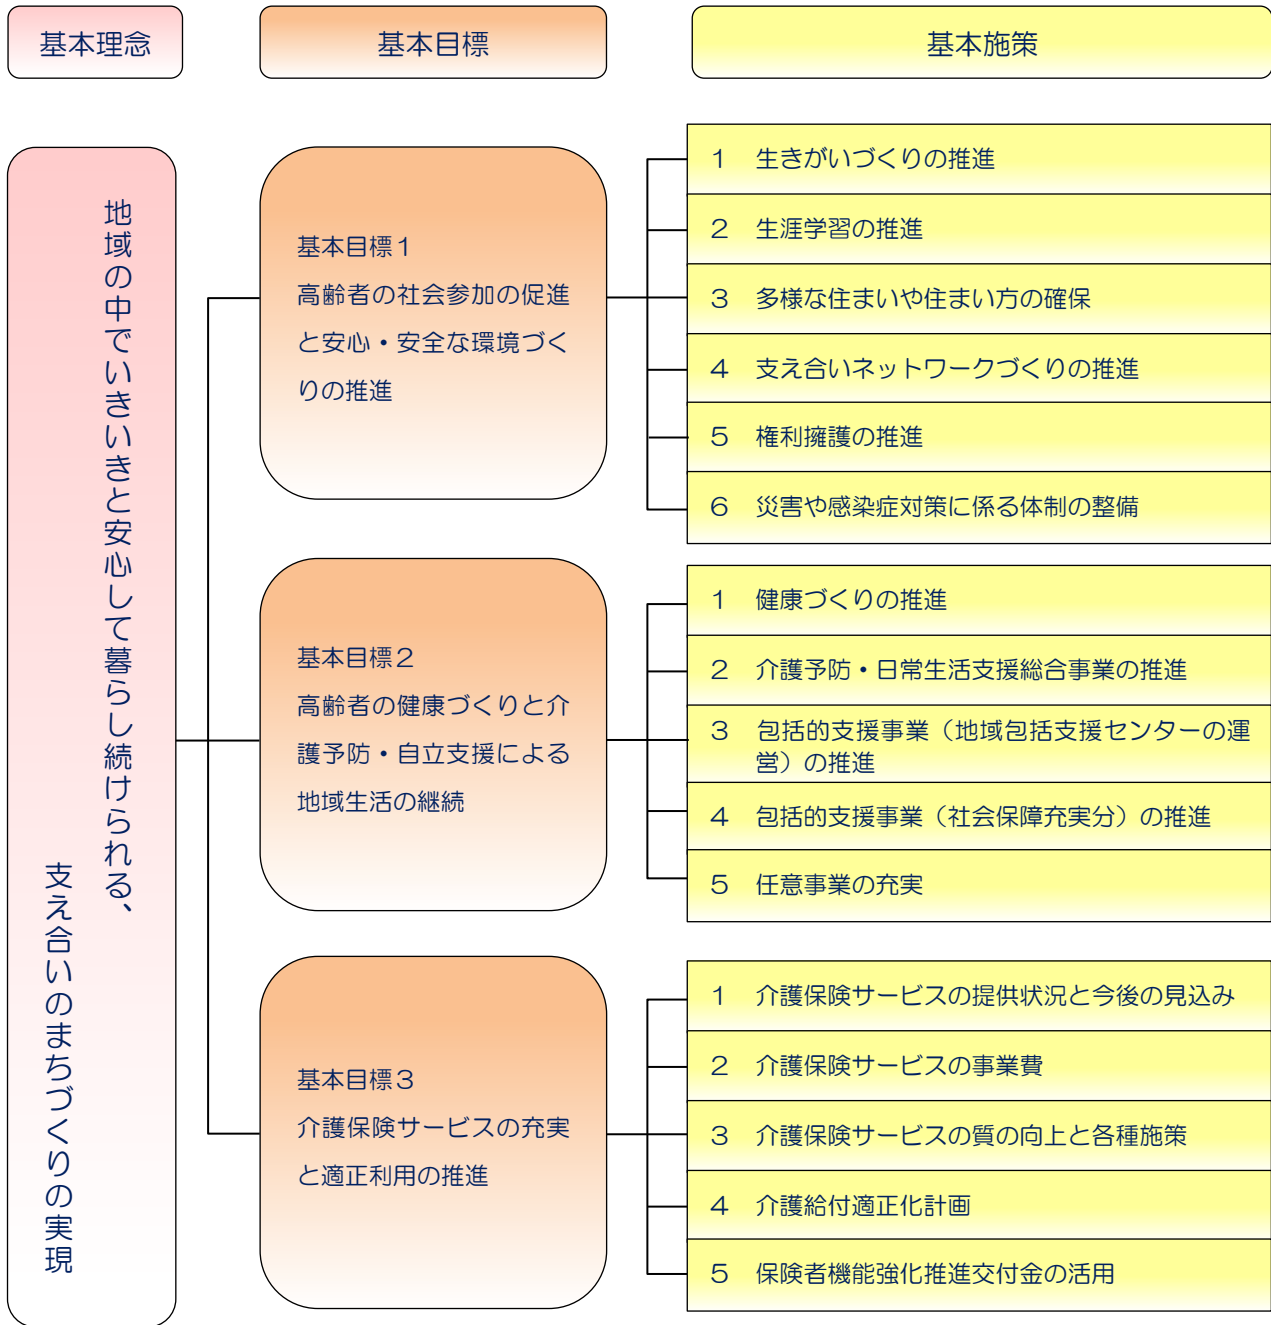 基本理念
基本目標
基本施策
地域の中でいきいきと安心して暮らし続けられる、
支え合いのまちづくりの実現
基本目標１
高齢者の社会参加の促進
と安心・安全な環境づく
りの推進
１　生きがいづくりの推進
２　生涯学習の推進
３　多様な住まいや住まい方の確保
４　支え合いネットワークづくりの推進
５　権利擁護の推進
６　災害や感染症対策に係る体制の整備
基本目標２
高齢者の健康づくりと介
護予防・自立支援による
地域生活の継続
１　健康づくりの推進
２　介護予防・日常生活支援総合事業の推進
３　包括的支援事業（地域包括支援センターの運
営）の推進
４　包括的支援事業（社会保障充実分）の推進
５　任意事業の充実
基本目標３
介護保険サービスの充実
と適正利用の推進
１　介護保険サービスの提供状況と今後の見込み
２　介護保険サービスの事業費
３　介護保険サービスの質の向上と各種施策
４　介護給付適正化計画
５　保険者機能強化推進交付金の活用